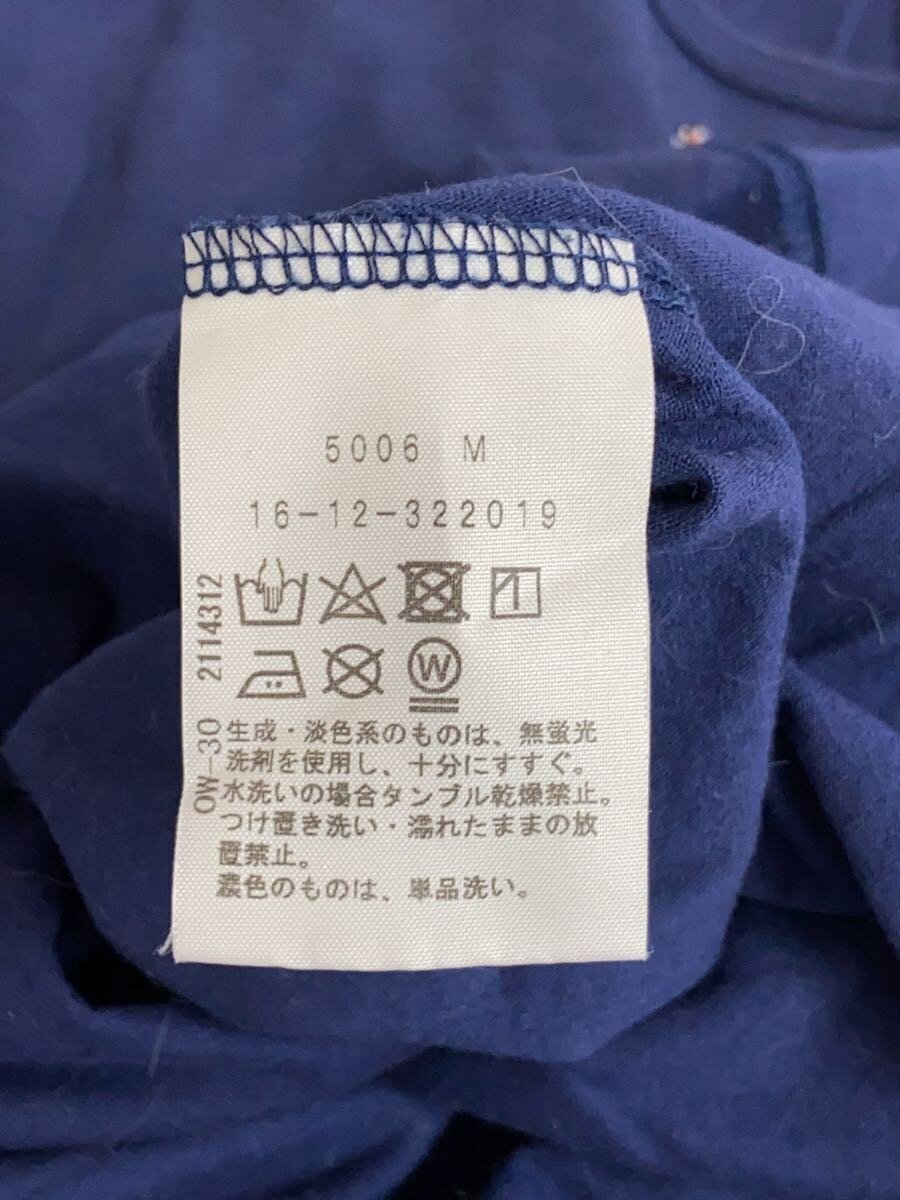 5006 M
16-12-322019
W
OW-30 2114312
生成・淡色系のものは、無蛍光
洗剤を使用し、十分にすすぐ。
水洗いの場合タンブル乾燥禁止。
つけ置き洗い・濡れたままの放
置禁止。
濃色のものは、単品洗い。